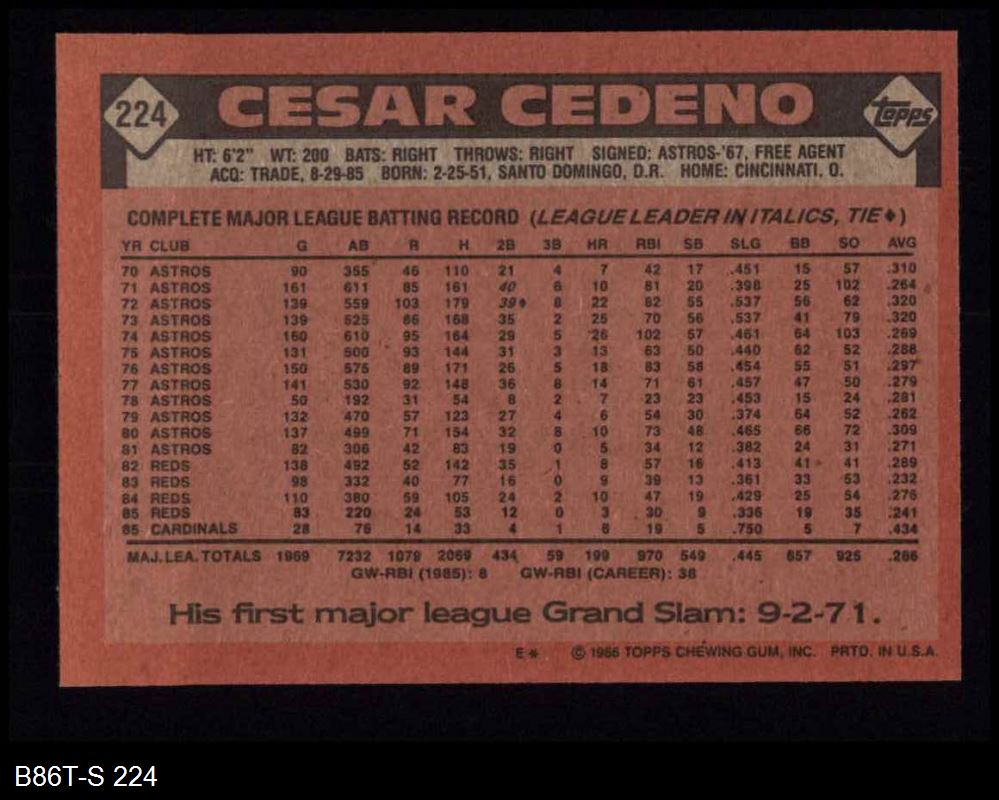 224 CESAR CEDENO topps
HT: 6'2" WT: 200 BATS: RIGHT THROWS: RIGHT SIGNED: ASTROS-'67, FREE AGENT
ACQ: TRADE, 8-29-85 BORN: 2-25-51, SANTO DOMINGO, D.R. HOME: CINCINNATI, O.
COMPLETE MAJOR LEAGUE BATTING RECORD (LEAGUE LEADER IN ITALICS, TIE♦)
YR CLUB G AB R H 2B 3B HR RBI SB SLG BB SO AVG
70 ASTROS 90 355 46 110 21 4 7 42 17 .451 15 57 .310
71 ASTROS 161 611 85 161 40 6 10 81 20 .398 25 102 .264
72 ASTROS 139 559 103 179 39♦ 8 22 82 55 .537 56 62 .320
73 ASTROS 139 525 86 168 35 2 25 70 56 .537 41 79 .320
74 ASTROS 160 610 95 164 29 5 26 102 57 .461 64 103 .269
75 ASTROS 131 500 93 144 31 3 13 63 50 .440 62 52 .288
76 ASTROS 150 575 89 171 26 5 18 83 58 .454 55 51 .297
77 ASTROS 141 530 92 148 36 8 14 71 61 .457 47 50 .279
78 ASTROS 50 192 31 54 8 2 7 23 23 .453 15 24 .281
79 ASTROS 132 470 57 123 27 4 6 54 30 .374 64 52 .262
80 ASTROS 137 499 71 154 32 8 10 73 48 .465 66 72 .309
81 ASTROS 82 306 42 83 19 0 5 34 12 .382 24 31 .271
82 REDS 138 492 52 142 35 1 8 57 16 .413 41 41 .289
83 REDS 98 332 40 77 16 0 9 39 13 .361 33 53 .232
84 REDS 110 380 59 105 24 2 10 47 19 .429 25 54 .276
85 REDS 83 220 24 53 12 0 3 30 9 .336 19 35 .241
85 CARDINALS 28 76 14 33 4 1 6 19 5 .750 5 7 .434
MAJ. LEA. TOTALS 1969 7232 1079 2069 434 59 199 970 549 .445 657 925 .286
GW-RBI (1985): 8 GW-RBI (CAREER): 38
His first major league Grand Slam: 9-2-71.
E* © 1986 TOPPS CHEWING GUM, INC. PRTD. IN U.S.A.
B86T-S 224